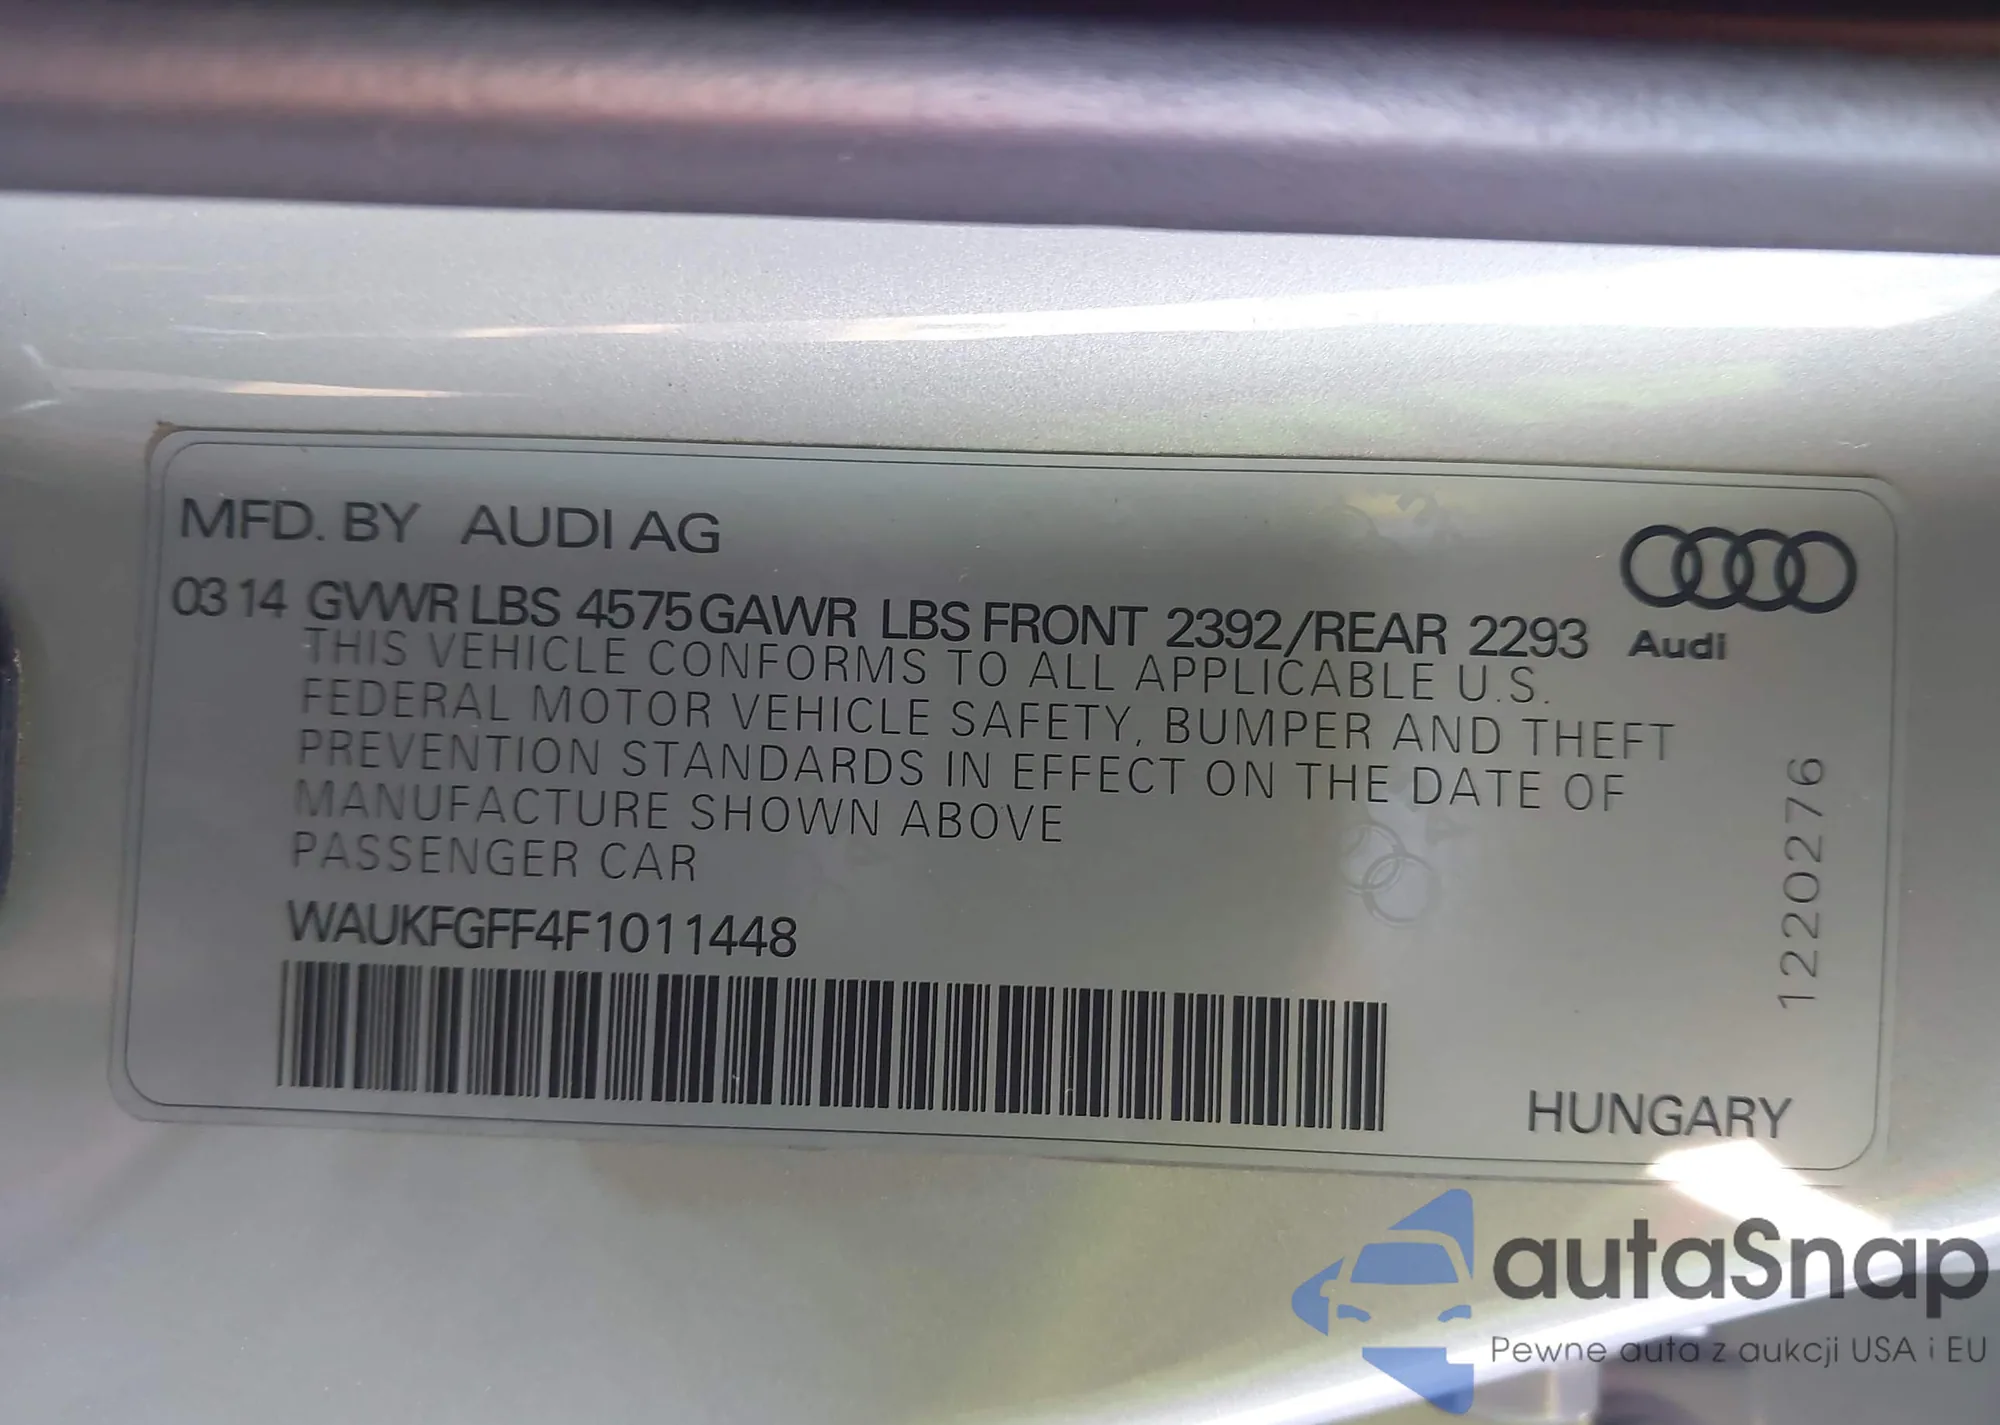 MFD. BY AUDI AG
0314 GVWR LBS 4575 GAWR LBS FRONT 2392/REAR 2293
Audi
THIS VEHICLE CONFORMS TO ALL APPLICABLE U.S.
FEDERAL MOTOR VEHICLE SAFETY, BUMPER AND THEFT
PREVENTION STANDARDS IN EFFECT ON THE DATE OF
MANUFACTURE SHOWN ABOVE
PASSENGER CAR
WAUKFGFF4F1011448
1220276
HUNGARY
autaSnap
Pewne auta z aukcji USA i EU